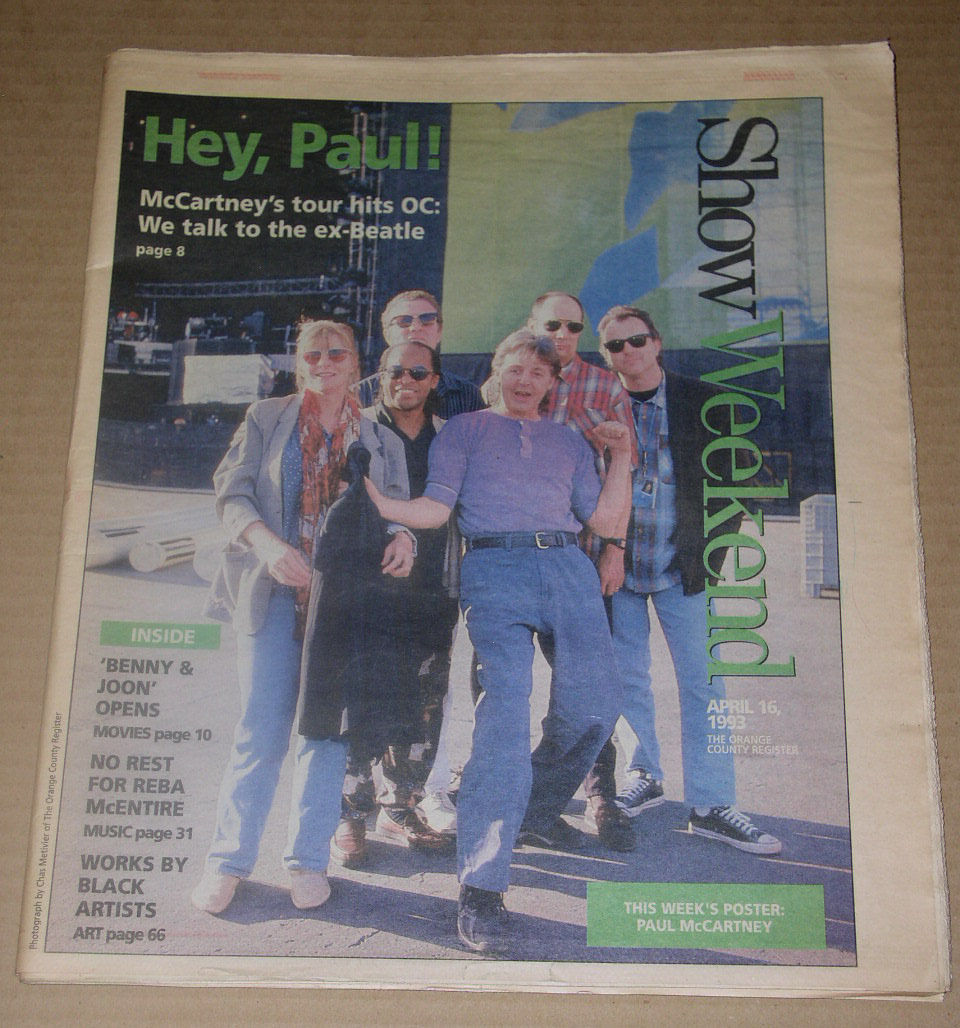 Hey, Paul!
McCartney's tour hits OC:
We talk to the ex-Beatle
page 8
Show Weekend
APRIL 16,
1993
THE ORANGE
COUNTY REGISTER
INSIDE
'BENNY &
JOON'
OPENS
MOVIES page 10
NO REST
FOR REBA
McENTIRE
MUSIC page 31
WORKS BY
BLACK
ARTISTS
ART page 66
THIS WEEK'S POSTER:
PAUL McCARTNEY
Photograph by Chas Metivier of The Orange County Register